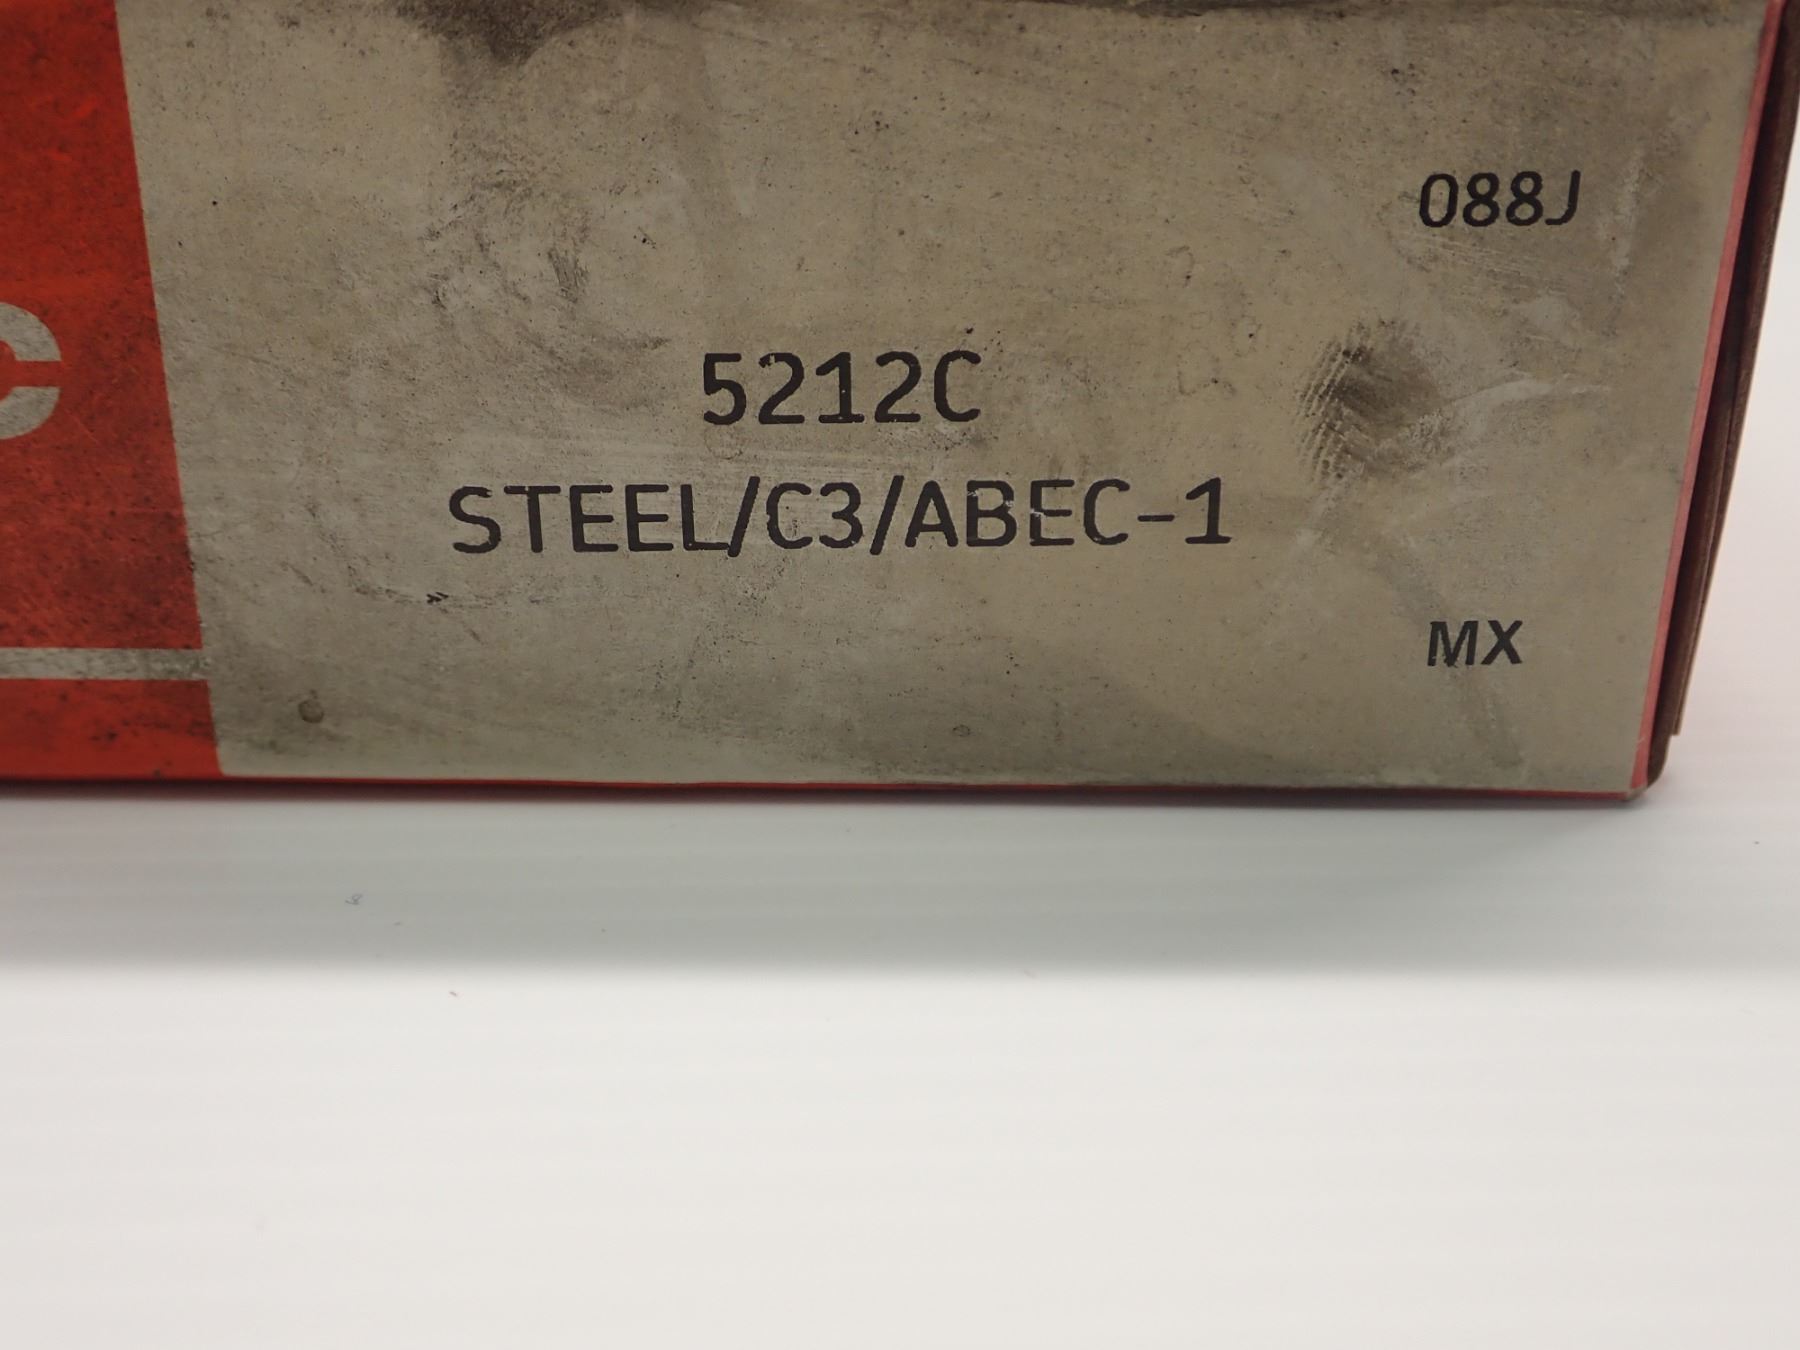 C
088J
5212C
STEEL/C3/ABEC-1
MX